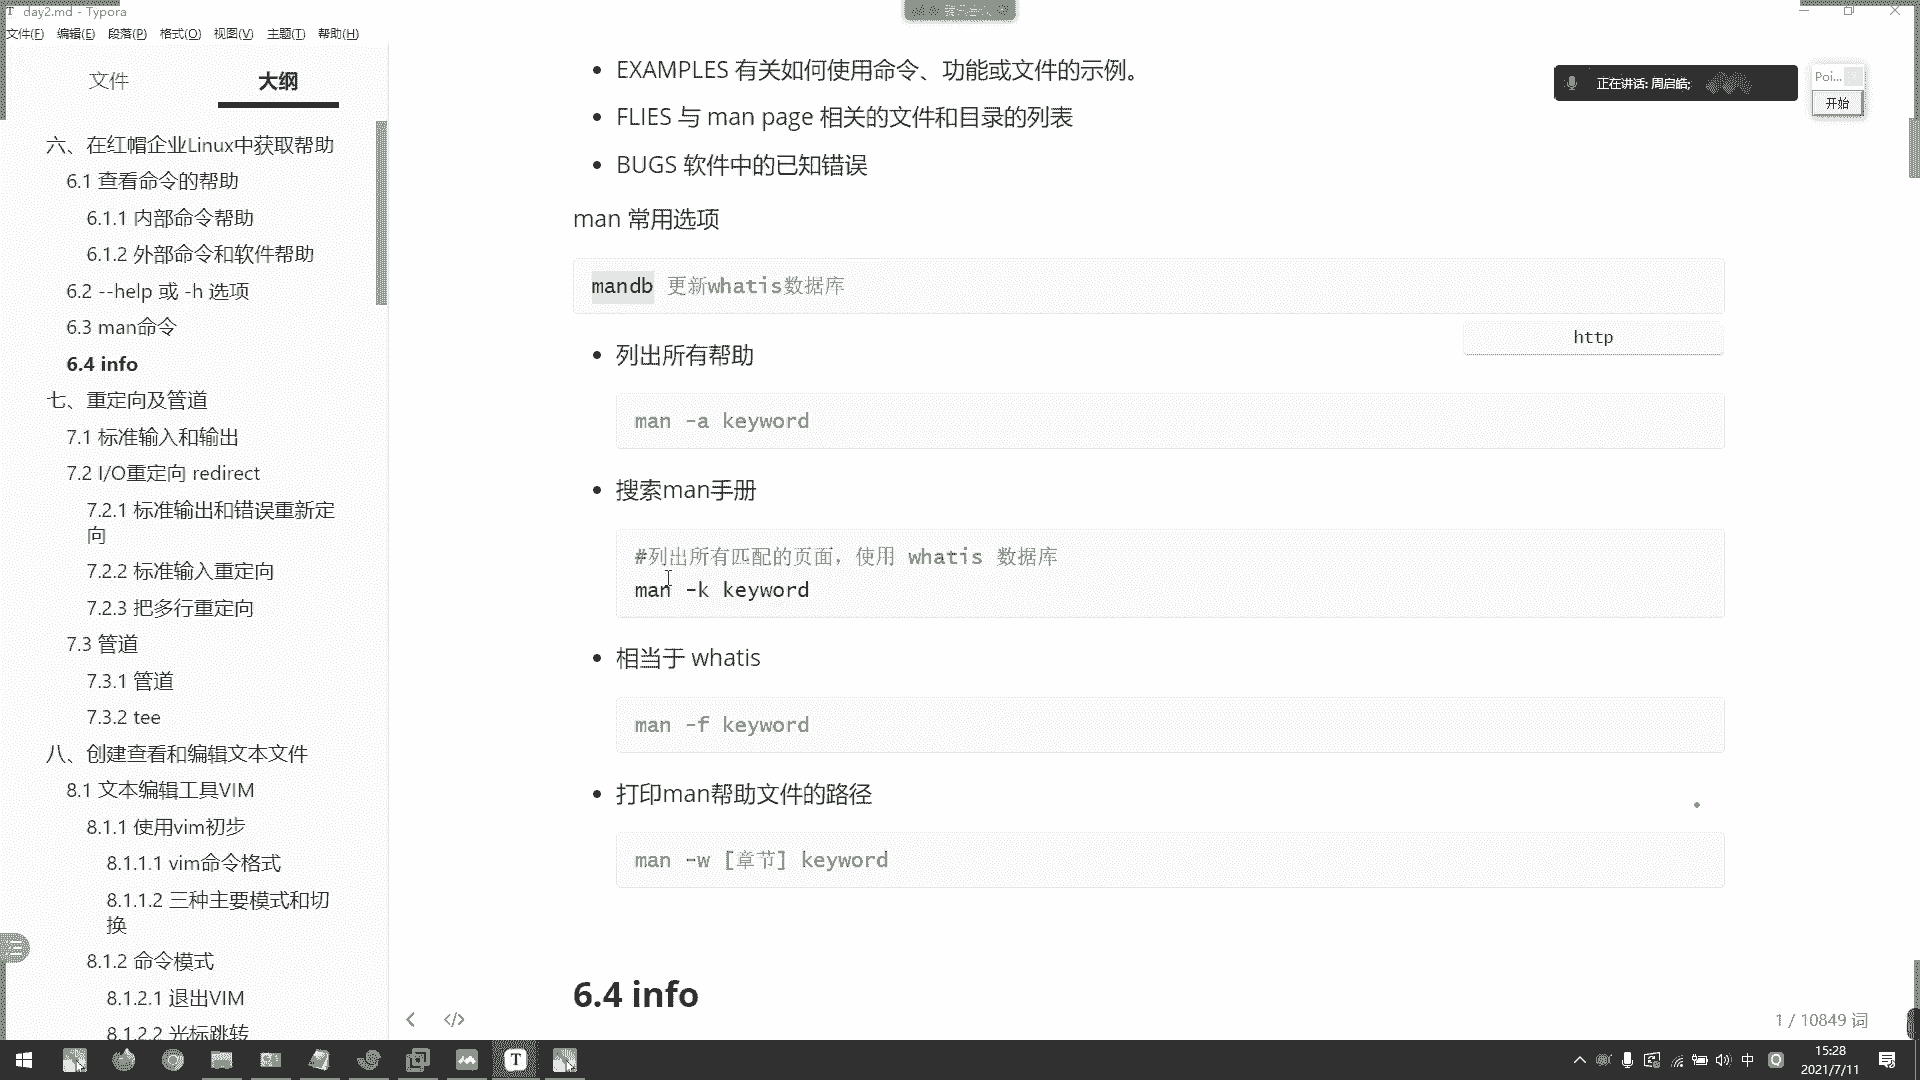 day2.md - Typora
文件(F) 编辑(E) 段落(P) 格式(O) 视图(V) 主题(T) 帮助(H)
文件 大纲
六、在红帽企业Linux中获取帮助
6.1 查看命令的帮助
6.1.1 内部命令帮助
6.1.2 外部命令和软件帮助
6.2 --help 或 -h 选项
6.3 man命令
6.4 info
七、重定向及管道
7.1 标准输入和输出
7.2 I/O重定向 redirect
7.2.1 标准输出和错误重新定
向
7.2.2 标准输入重定向
7.2.3 把多行重定向
7.3 管道
7.3.1 管道
7.3.2 tee
八、创建查看和编辑文本文件
8.1 文本编辑工具VIM
8.1.1 使用vim初步
8.1.1.1 vim命令格式
8.1.1.2 三种主要模式和切
换
8.1.2 命令模式
8.1.2.1 退出VIM
8.1.2.2 光标跳转
EXAMPLES 有关如何使用命令、功能或文件的示例。
FLIES 与 man page 相关的文件和目录的列表
BUGS 软件中的已知错误
man 常用选项
mandb 更新whatis数据库
http
列出所有帮助
man -a keyword
搜索man手册
#列出所有匹配的页面，使用 whatis 数据库
man -k keyword
相当于 whatis
man -f keyword
打印man帮助文件的路径
man -w [章节] keyword
6.4 info
1 / 10849 词
正在讲话: 周启皓;
Poi...
开始
中
15:28
2021/7/11